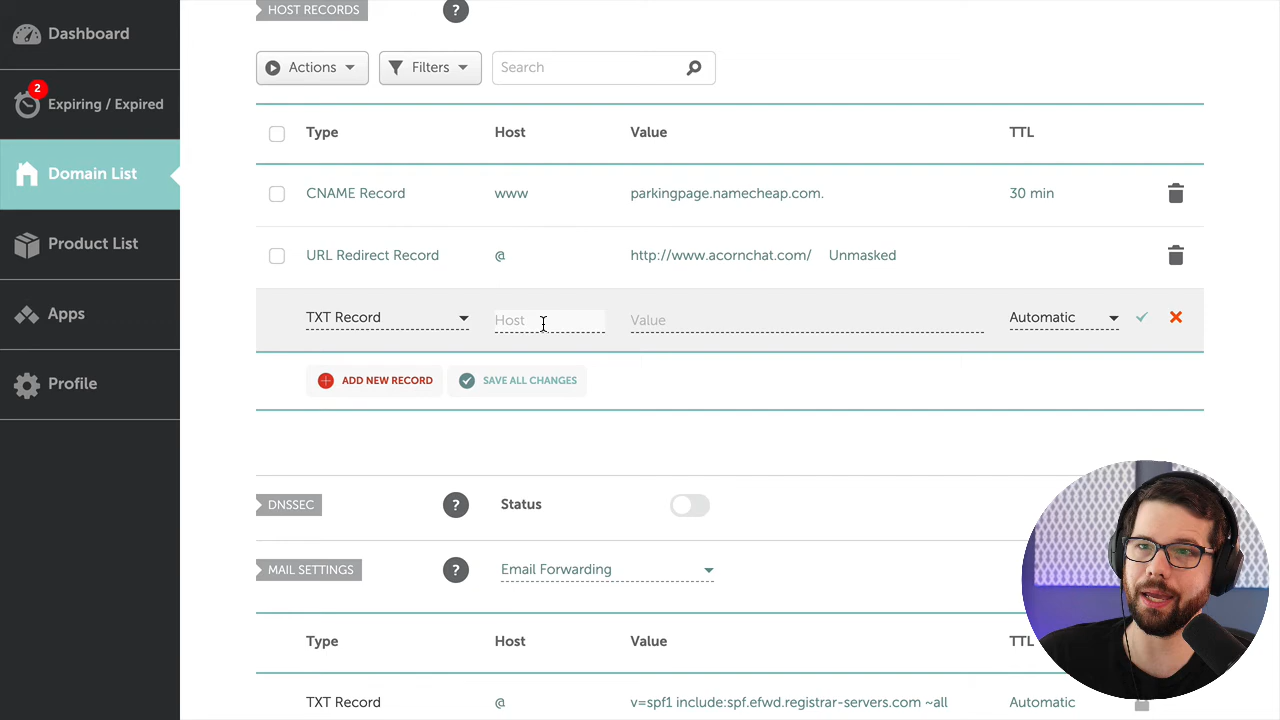 HOST RECORDS ?
Dashboard
Actions Filters Search
2
Expiring / Expired
Type Host Value TTL
Domain List
CNAME Record www parkingpage.namecheap.com. 30 min
Product List
URL Redirect Record @ http://www.acornchat.com/ Unmasked
Apps
TXT Record Host Value Automatic
Profile
ADD NEW RECORD SAVE ALL CHANGES
DNSSEC ? Status
MAIL SETTINGS ? Email Forwarding
Type Host Value TTL
TXT Record @ v=spf1 include:spf.efwd.registrar-servers.com ~all Automatic